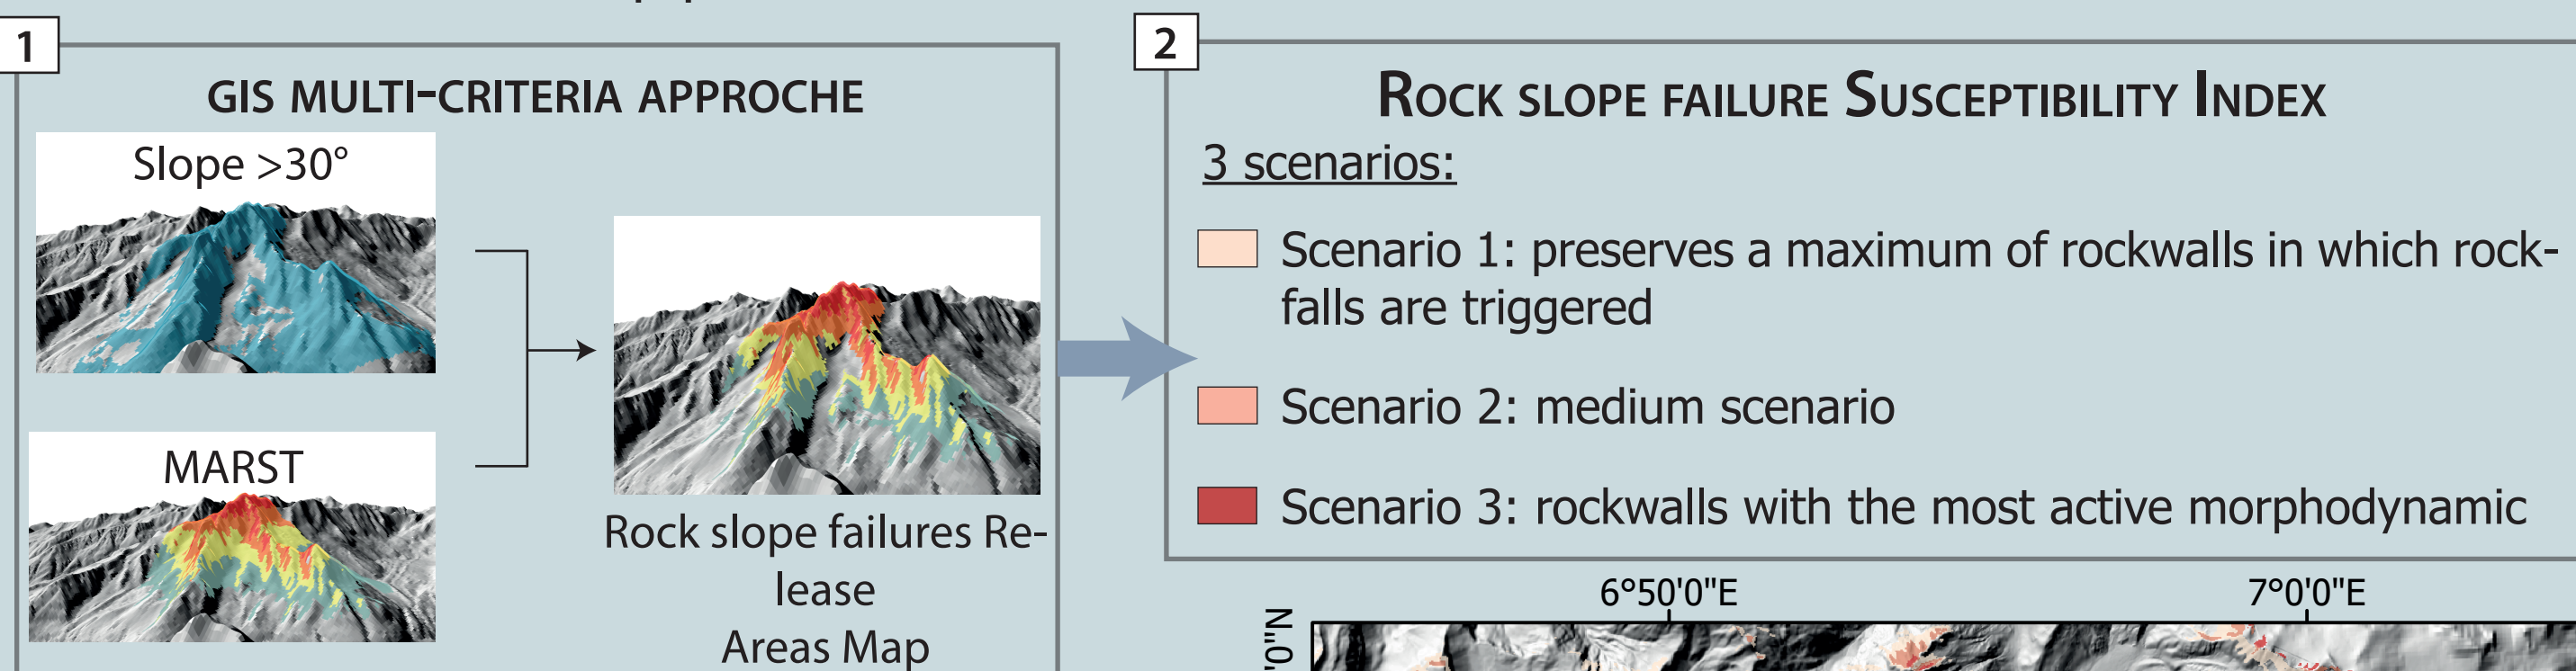 1
GIS MULTI-CRITERIA APPROCHE
Slope >30°
MARST
Rock slope failures Re-
lease
Areas Map
2
ROCK SLOPE FAILURE SUSCEPTIBILITY INDEX
3 scenarios:
Scenario 1: preserves a maximum of rockwalls in which rock-
falls are triggered
Scenario 2: medium scenario
Scenario 3: rockwalls with the most active morphodynamic
6°50'0"E
7°0'0"E
'0"N